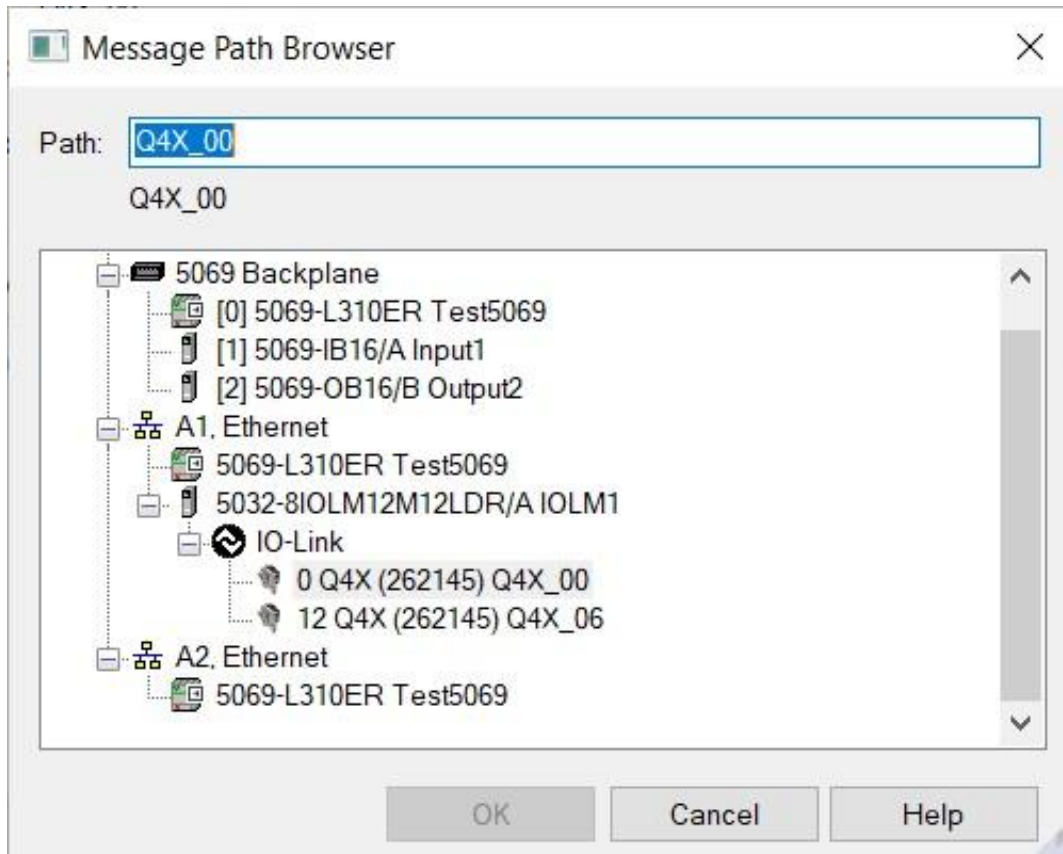 Message Path Browser
Path: Q4X_00
Q4X_00
5069 Backplane
[0] 5069-L310ER Test5069
[1] 5069-IB16/A Input1
[2] 5069-OB16/B Output2
A1, Ethernet
5069-L310ER Test5069
5032-8IOLM12M12LDR/A IOLM1
IO-Link
0 Q4X (262145) Q4X_00
12 Q4X (262145) Q4X_06
A2, Ethernet
5069-L310ER Test5069
OK Cancel Help